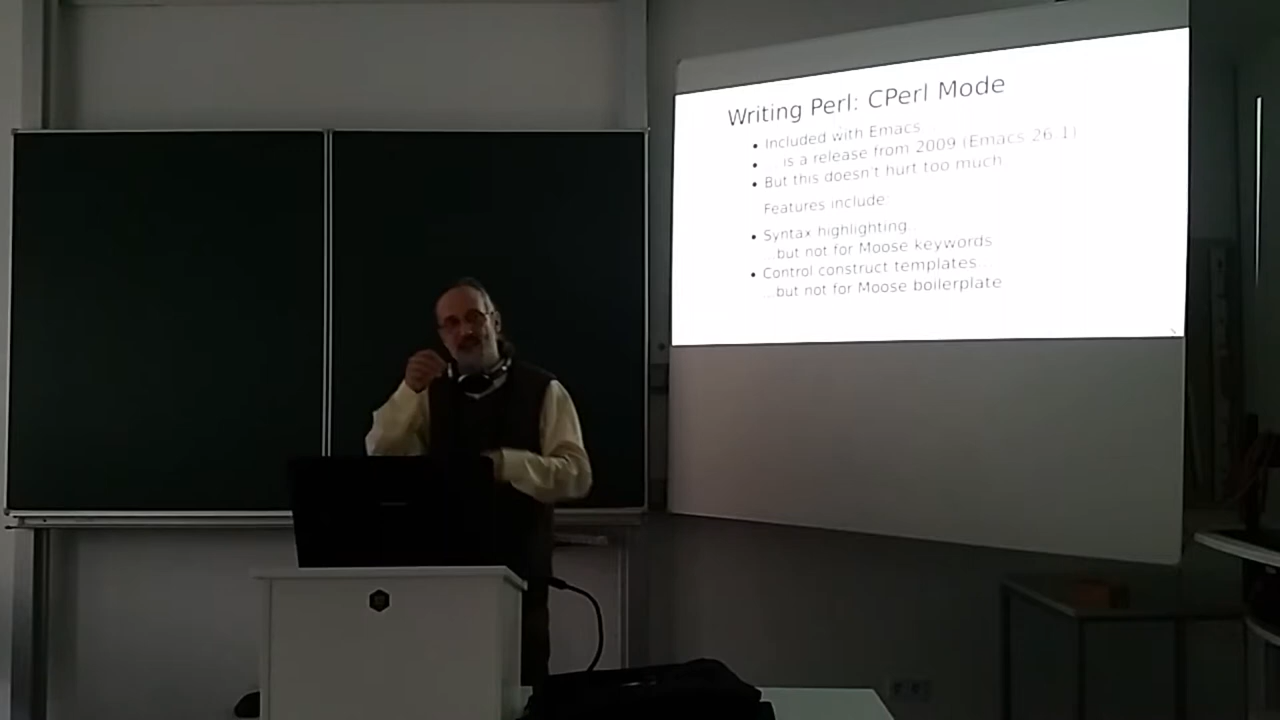 Writing Perl: CPerl Mode
• Included with Emacs
• is a release from 2009 (Emacs 26.1)
• But this doesn't hurt too much
Features include:
• Syntax highlighting...
...but not for Moose keywords
• Control construct templates...
...but not for Moose boilerplate